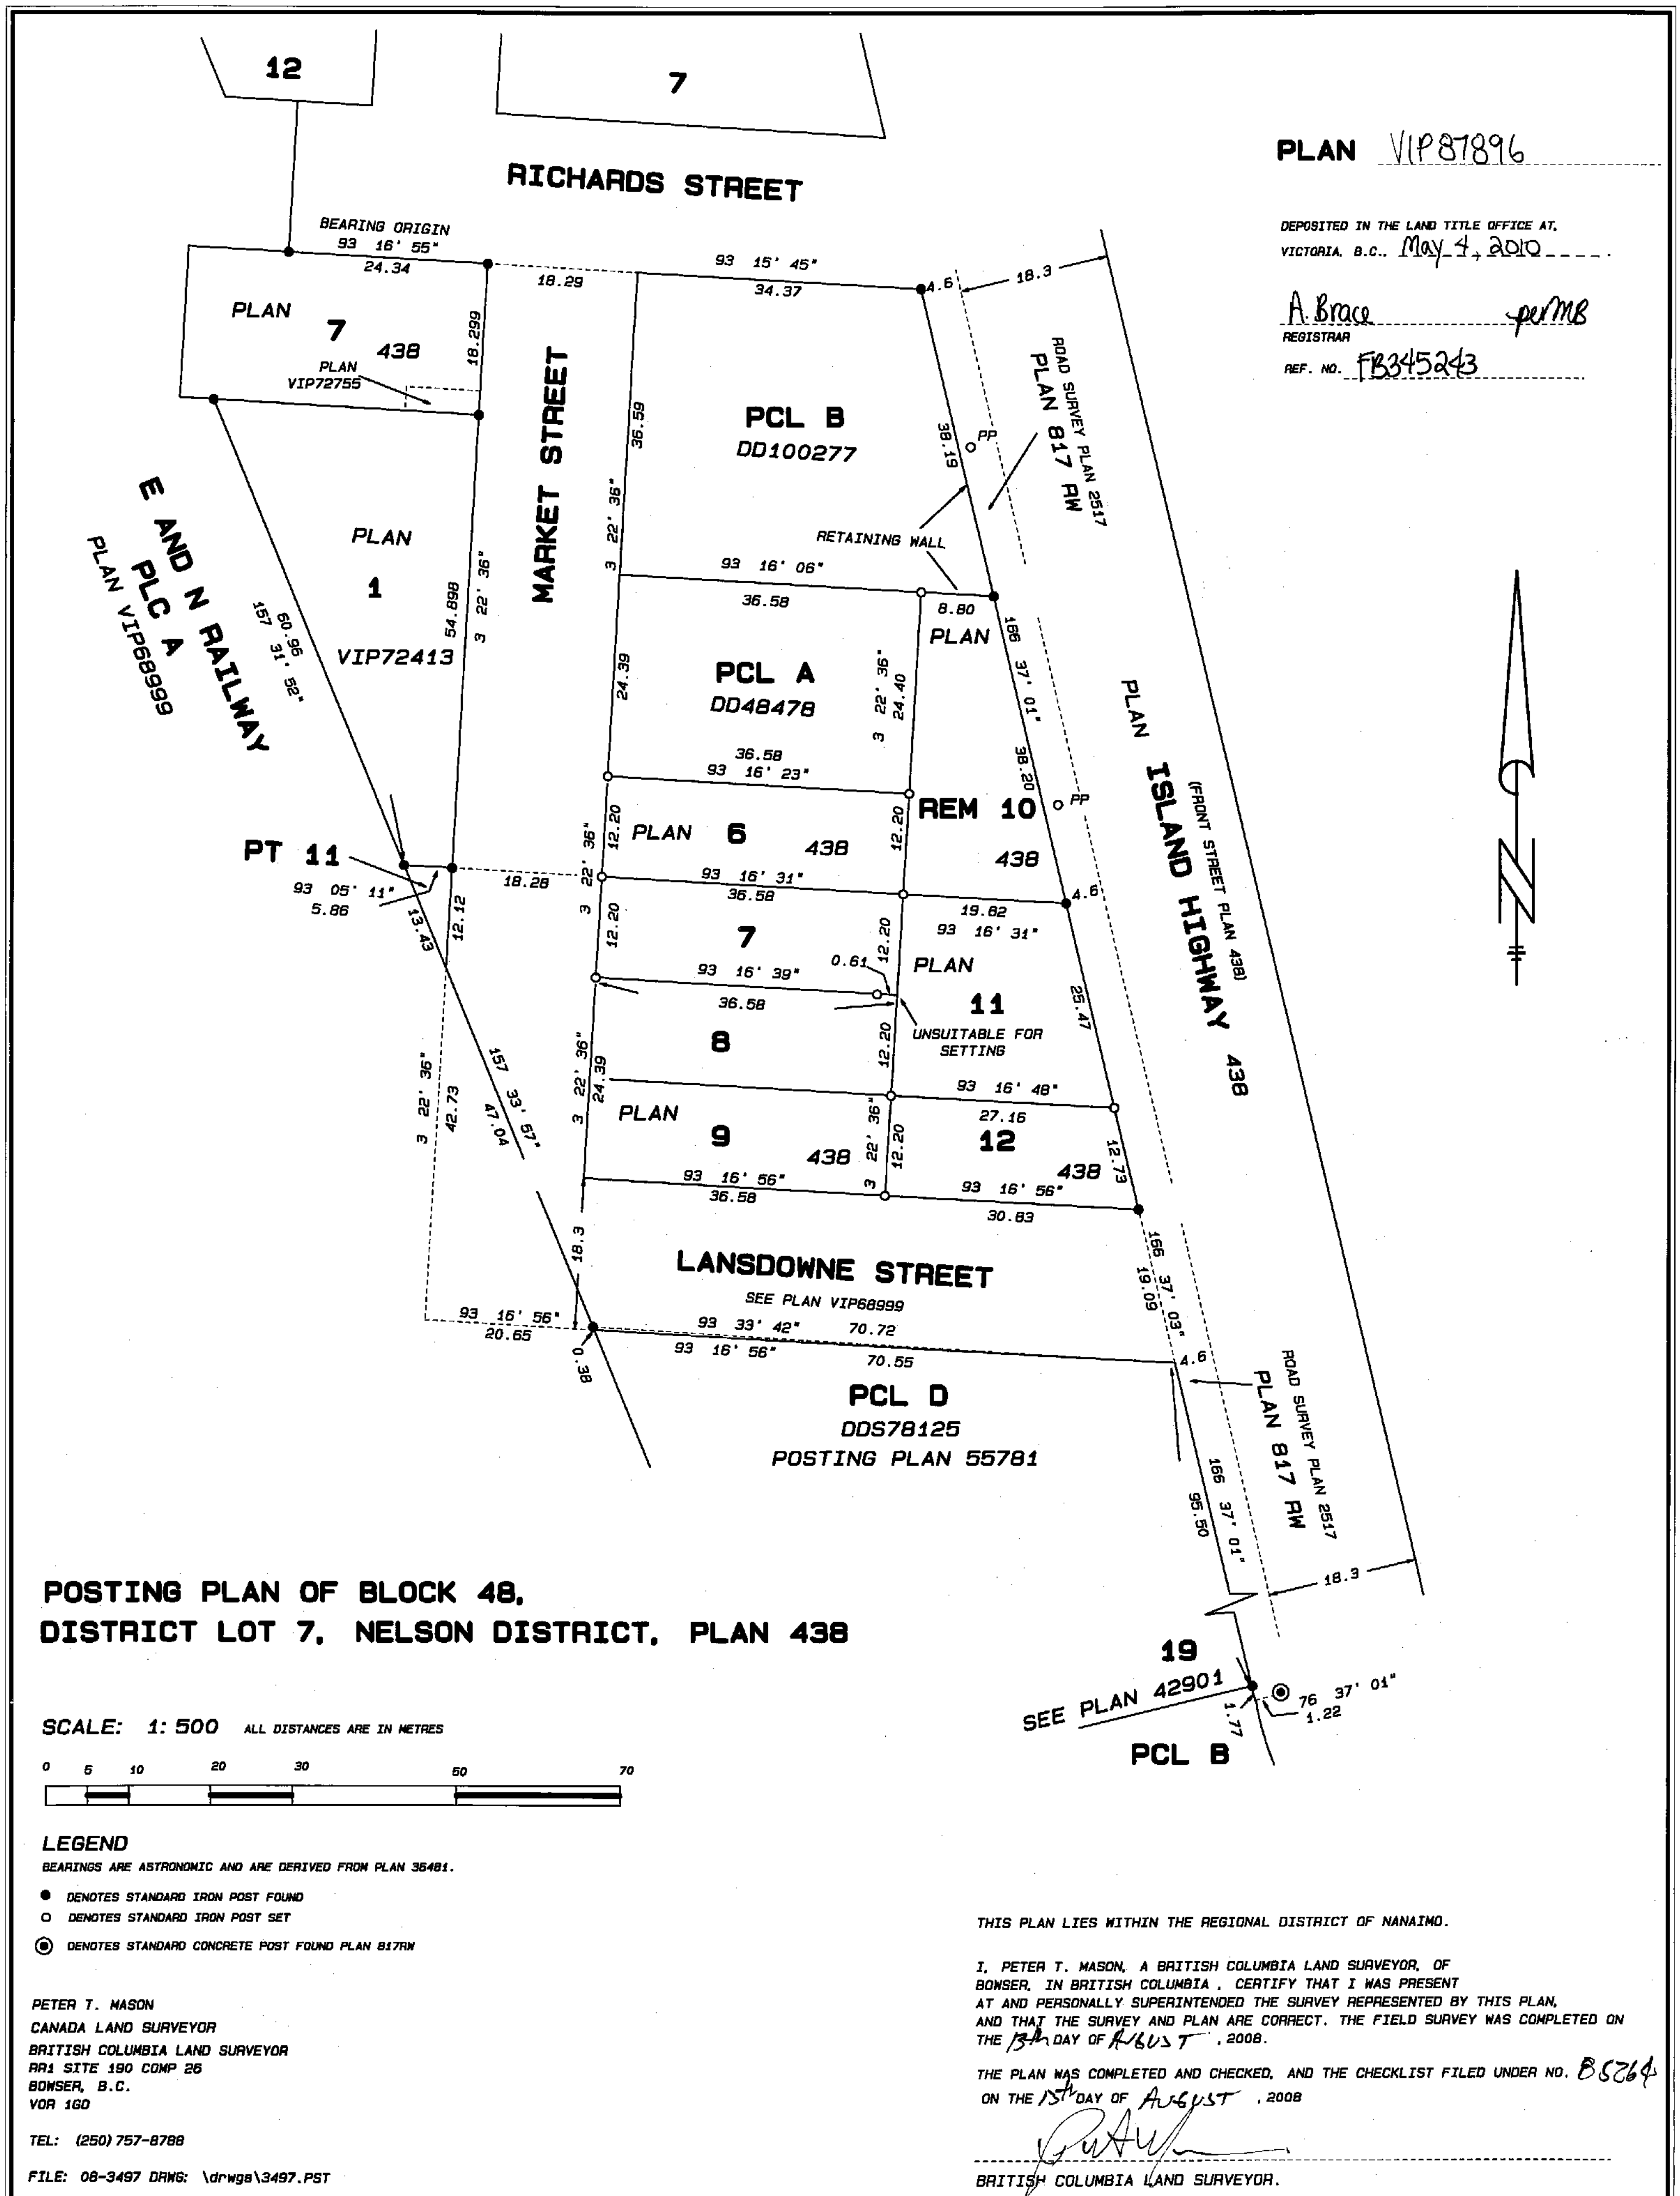 12
7
PLAN VIP87896
RICHARDS STREET
DEPOSITED IN THE LAND TITLE OFFICE AT,
VICTORIA, B.C., May 4, 2010
A. Brace per MB
REGISTRAR
REF. NO. FB345243
BEARING ORIGIN
93 16' 55"
24.34
18.29
93 15' 45"
34.37
4.6
18.3
PLAN
7
438
PLAN
VIP72755
18.299
MARKET STREET
36.59
3 22' 36"
PCL B
DD100277
38.19
PP
ROAD SURVEY PLAN 2517
PLAN 817 RW
RETAINING WALL
E AND N RAILWAY
PLC A
PLAN VIP68999
60.96
157 31' 52"
PLAN
1
VIP72413
54.898
3 22' 36"
93 16' 06"
36.58
8.80
PLAN
166 37' 01"
38.20
PCL A
DD48478
24.39
3 22' 36"
24.40
36.58
93 16' 23"
REM 10
438
PP
PLAN ISLAND HIGHWAY 438
(FRONT STREET PLAN 438)
N
PLAN 6 438
12.20
12.20
3 22' 36"
PT 11
93 05' 11"
5.86
18.28
13.43
12.12
93 16' 31"
36.58
4.6
19.82
93 16' 31"
7
12.20
12.20
0.61
PLAN
11
25.47
93 16' 39"
36.58
UNSUITABLE FOR
SETTING
8
12.20
3 22' 36"
24.39
3 22' 36"
42.73
157 33' 57"
47.04
93 16' 48"
27.16
PLAN
9
438
3 22' 36"
12.20
12
438
12.73
93 16' 56"
36.58
93 16' 56"
30.83
18.3
LANSDOWNE STREET
SEE PLAN VIP68999
166 37' 03"
19.09
93 16' 56"
20.65
0.38
93 33' 42" 70.72
93 16' 56" 70.55
4.6
PCL D
DDS78125
POSTING PLAN 55781
ROAD SURVEY PLAN 2517
PLAN 817 RW
166 37' 01"
95.50
18.3
POSTING PLAN OF BLOCK 48,
DISTRICT LOT 7, NELSON DISTRICT, PLAN 438
19
SEE PLAN 42901
76 37' 01"
1.22
1.77
PCL B
SCALE: 1:500 ALL DISTANCES ARE IN METRES
0 5 10 20 30 50 70
LEGEND
BEARINGS ARE ASTRONOMIC AND ARE DERIVED FROM PLAN 36481.
DENOTES STANDARD IRON POST FOUND
DENOTES STANDARD IRON POST SET
DENOTES STANDARD CONCRETE POST FOUND PLAN 817RW
PETER T. MASON
CANADA LAND SURVEYOR
BRITISH COLUMBIA LAND SURVEYOR
RR1 SITE 190 COMP 26
BOWSER, B.C.
V0R 1G0
TEL: (250) 757-8788
FILE: 08-3497 DRWG: \drwgs\3497.PST
THIS PLAN LIES WITHIN THE REGIONAL DISTRICT OF NANAIMO.
I, PETER T. MASON, A BRITISH COLUMBIA LAND SURVEYOR, OF
BOWSER, IN BRITISH COLUMBIA , CERTIFY THAT I WAS PRESENT
AT AND PERSONALLY SUPERINTENDED THE SURVEY REPRESENTED BY THIS PLAN,
AND THAT THE SURVEY AND PLAN ARE CORRECT. THE FIELD SURVEY WAS COMPLETED ON
THE 13th DAY OF AUGUST , 2008.
THE PLAN WAS COMPLETED AND CHECKED, AND THE CHECKLIST FILED UNDER NO. B5264
ON THE 15th DAY OF AUGUST , 2008
BRITISH COLUMBIA LAND SURVEYOR.